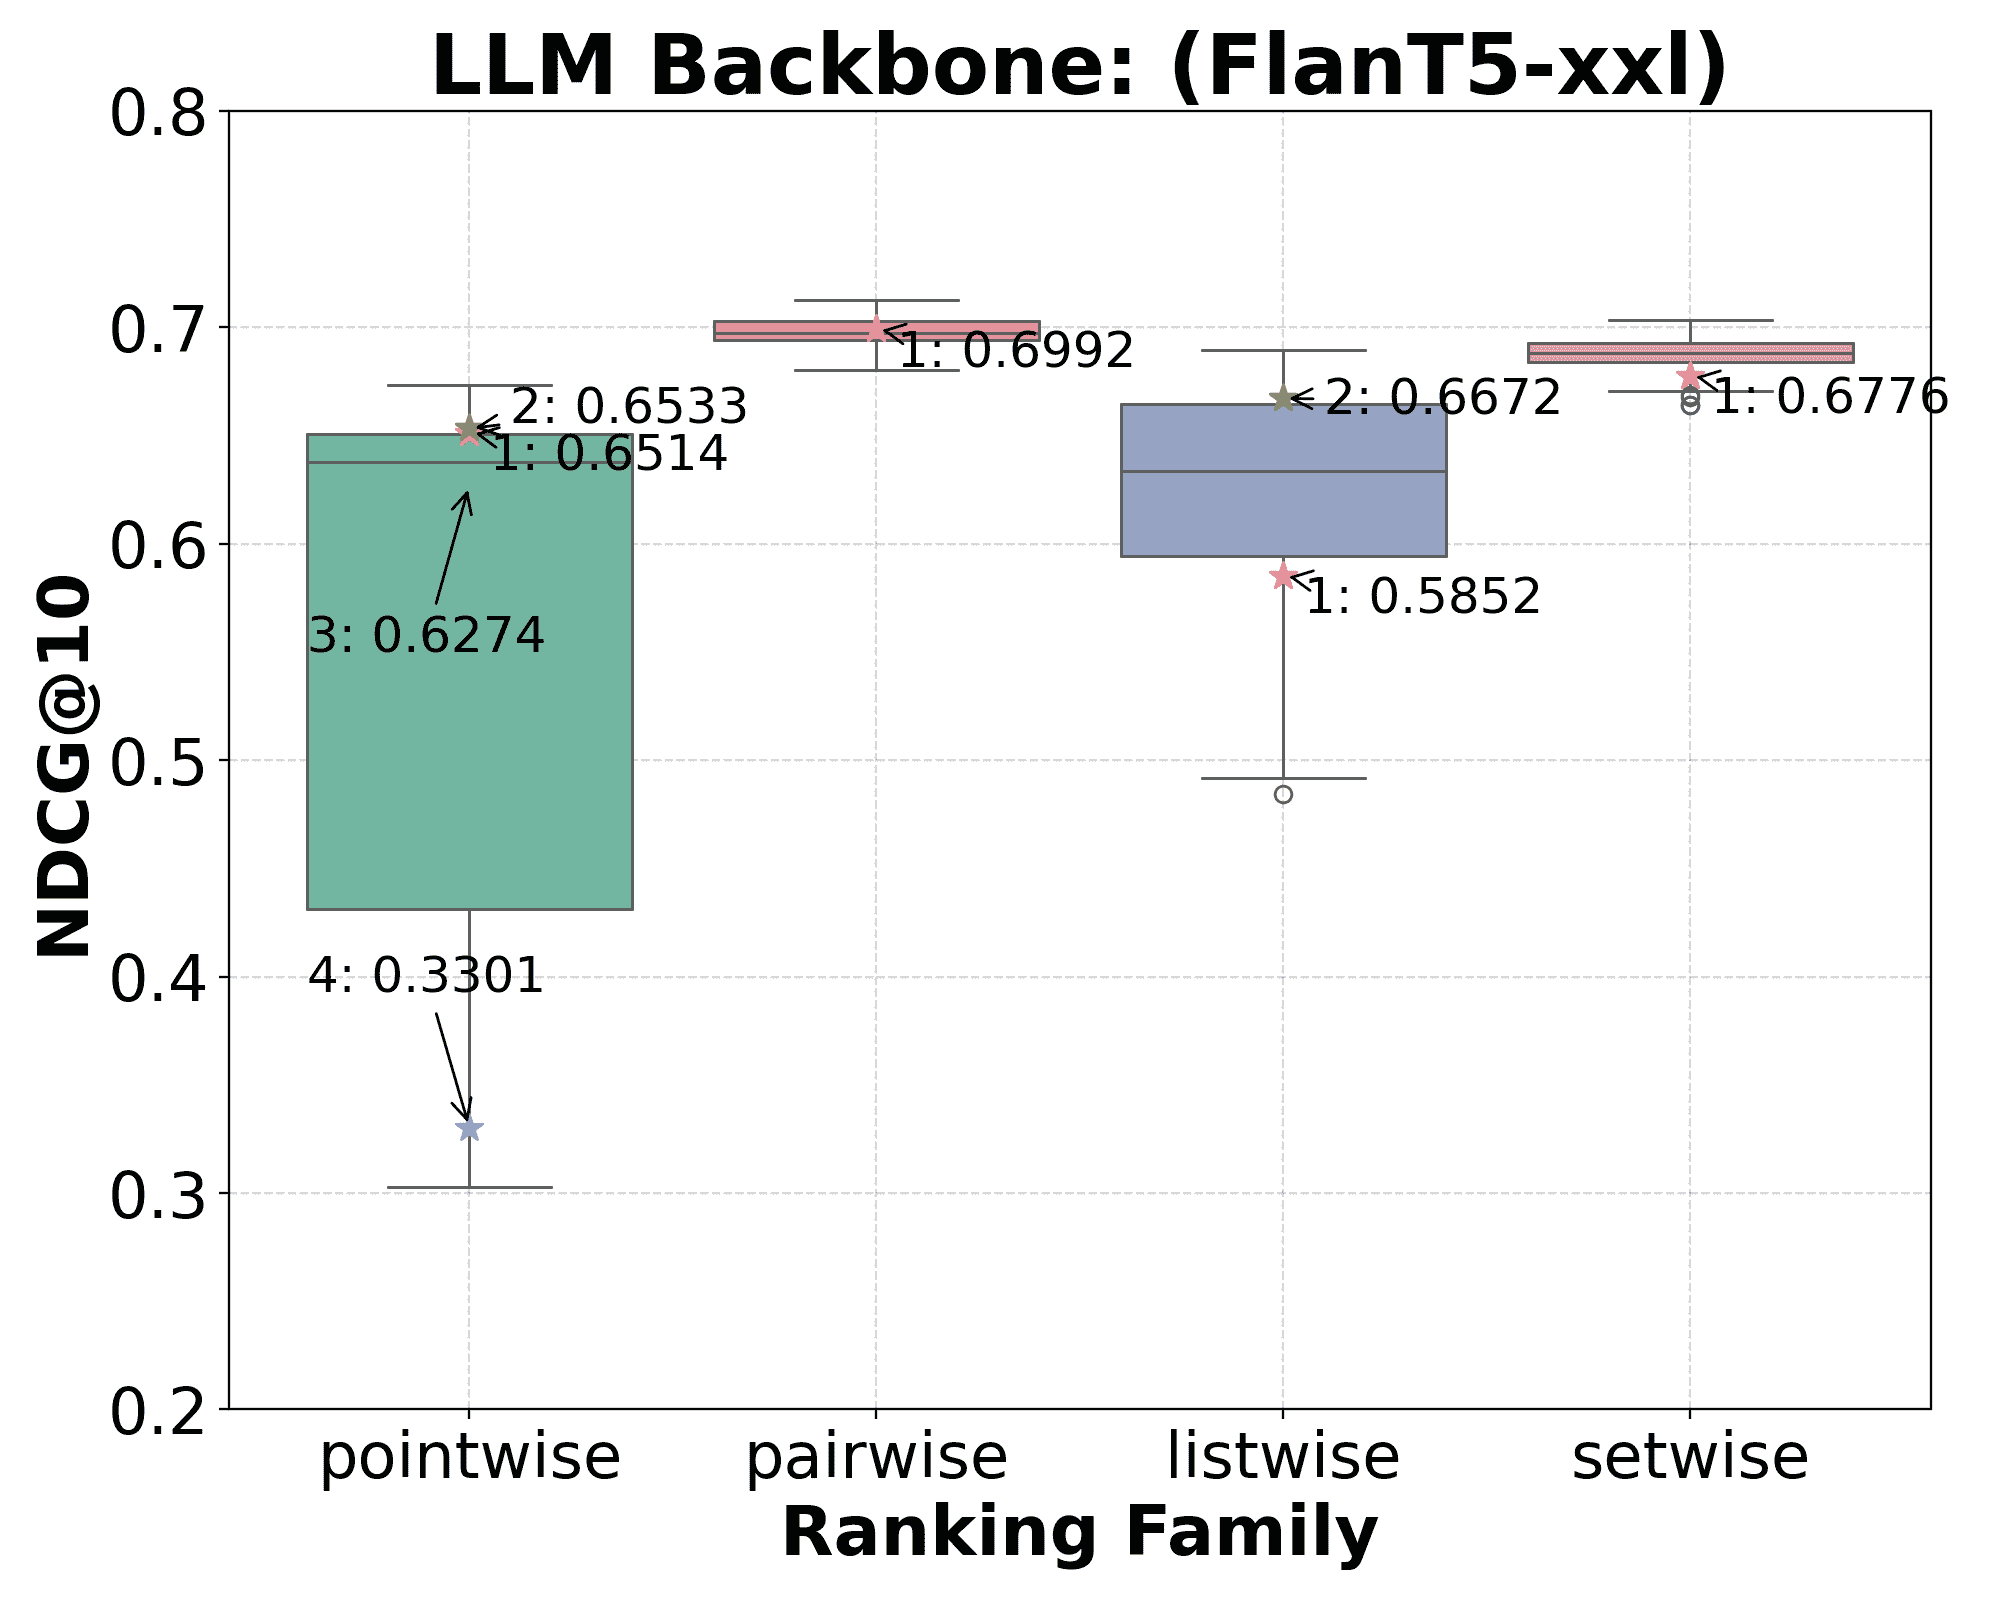 LLM Backbone: (FlanT5-xxl)
0.8
0.7
0.6
0.5
0.4
0.3
0.2
NDCG@10
2: 0.6533
1: 0.6514
3: 0.6274
4: 0.3301
1: 0.6992
2: 0.6672
1: 0.5852
1: 0.6776
pointwise
pairwise
listwise
setwise
Ranking Family